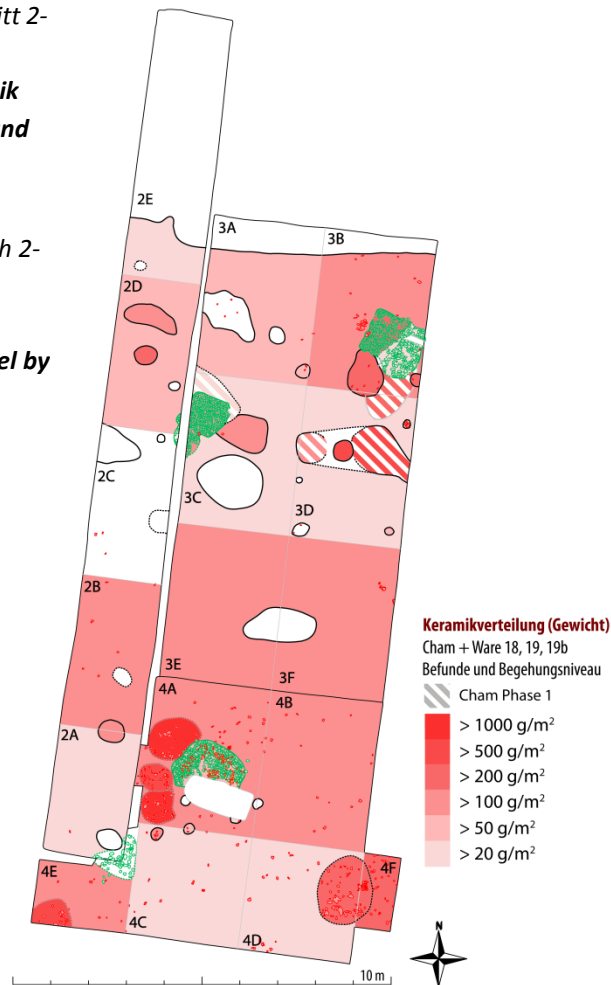 itt 2-
ik
und
h 2-
el by
2E
3A
3B
2D
2C
3C
3D
2B
3E
3F
4A
4B
2A
4E
4F
4C
4D
Keramikverteilung (Gewicht)
Cham + Ware 18, 19, 19b
Befunde und Begehungsniveau
Cham Phase 1
> 1000 g/m²
> 500 g/m²
> 200 g/m²
> 100 g/m²
> 50 g/m²
> 20 g/m²
N
10 m